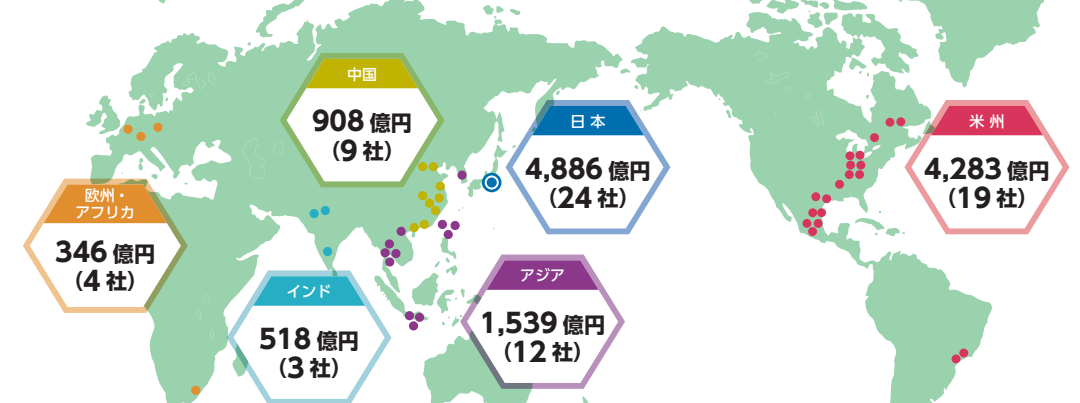 中国
908 億円
（9 社）
日 本
4,886 億円
（24 社）
米 州
4,283 億円
（19 社）
欧州・
アフリカ
346 億円
（4 社）
インド
518 億円
（3 社）
アジア
1,539 億円
（12 社）